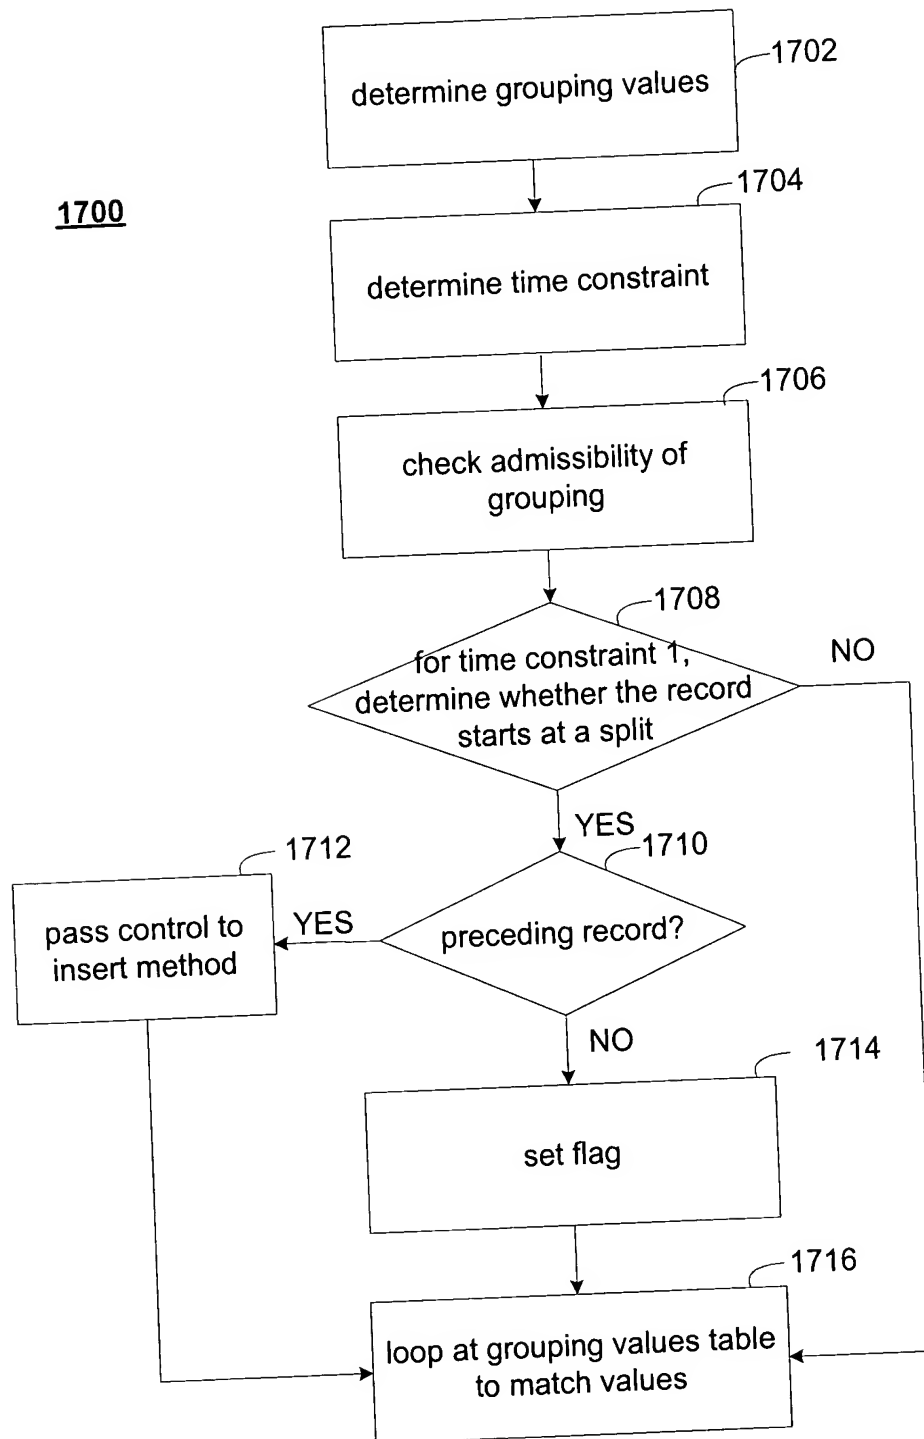 1702
determine grouping values
1704
1700
determine time constraint
1706
check admissibility of
grouping
1708
for time constraint 1,
determine whether the record
starts at a split
NO
YES
1710
1712
pass control to
insert method
YES
preceding record?
NO
1714
set flag
1716
loop at grouping values table
to match values